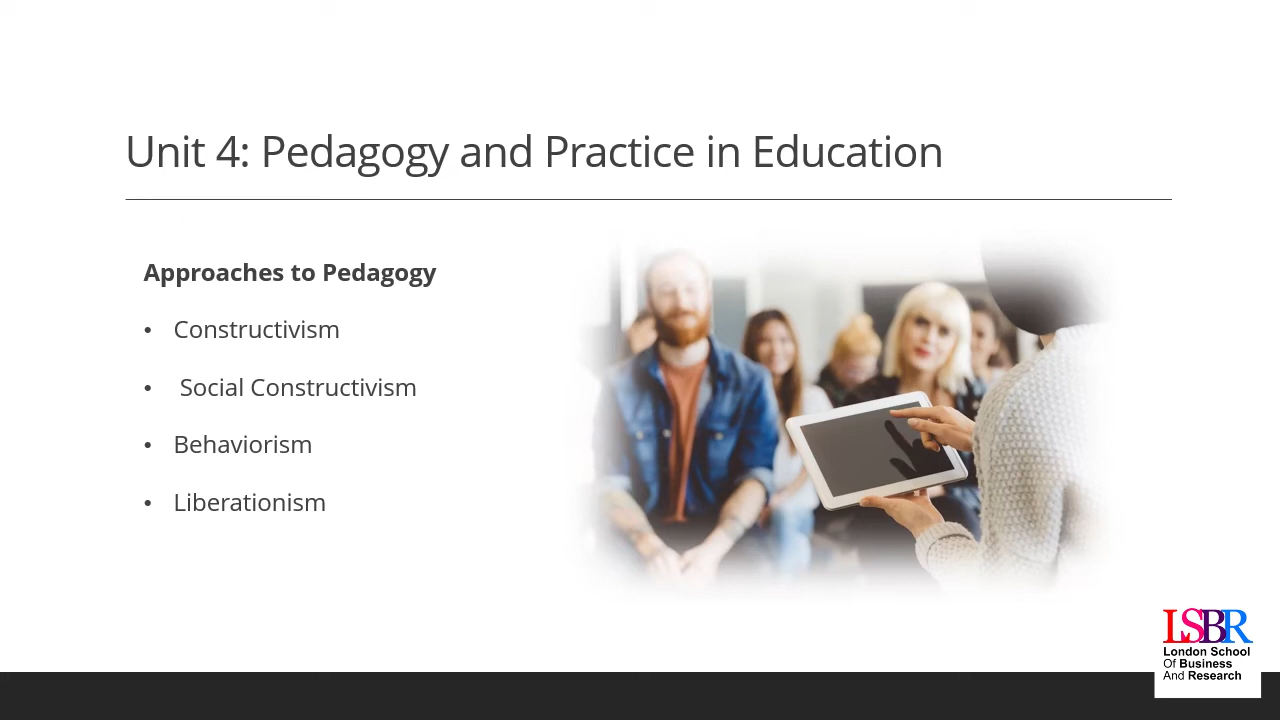 Unit 4: Pedagogy and Practice in Education
Approaches to Pedagogy
• Constructivism
• Social Constructivism
• Behaviorism
• Liberationism
LSBR
London School
Of Business
And Research